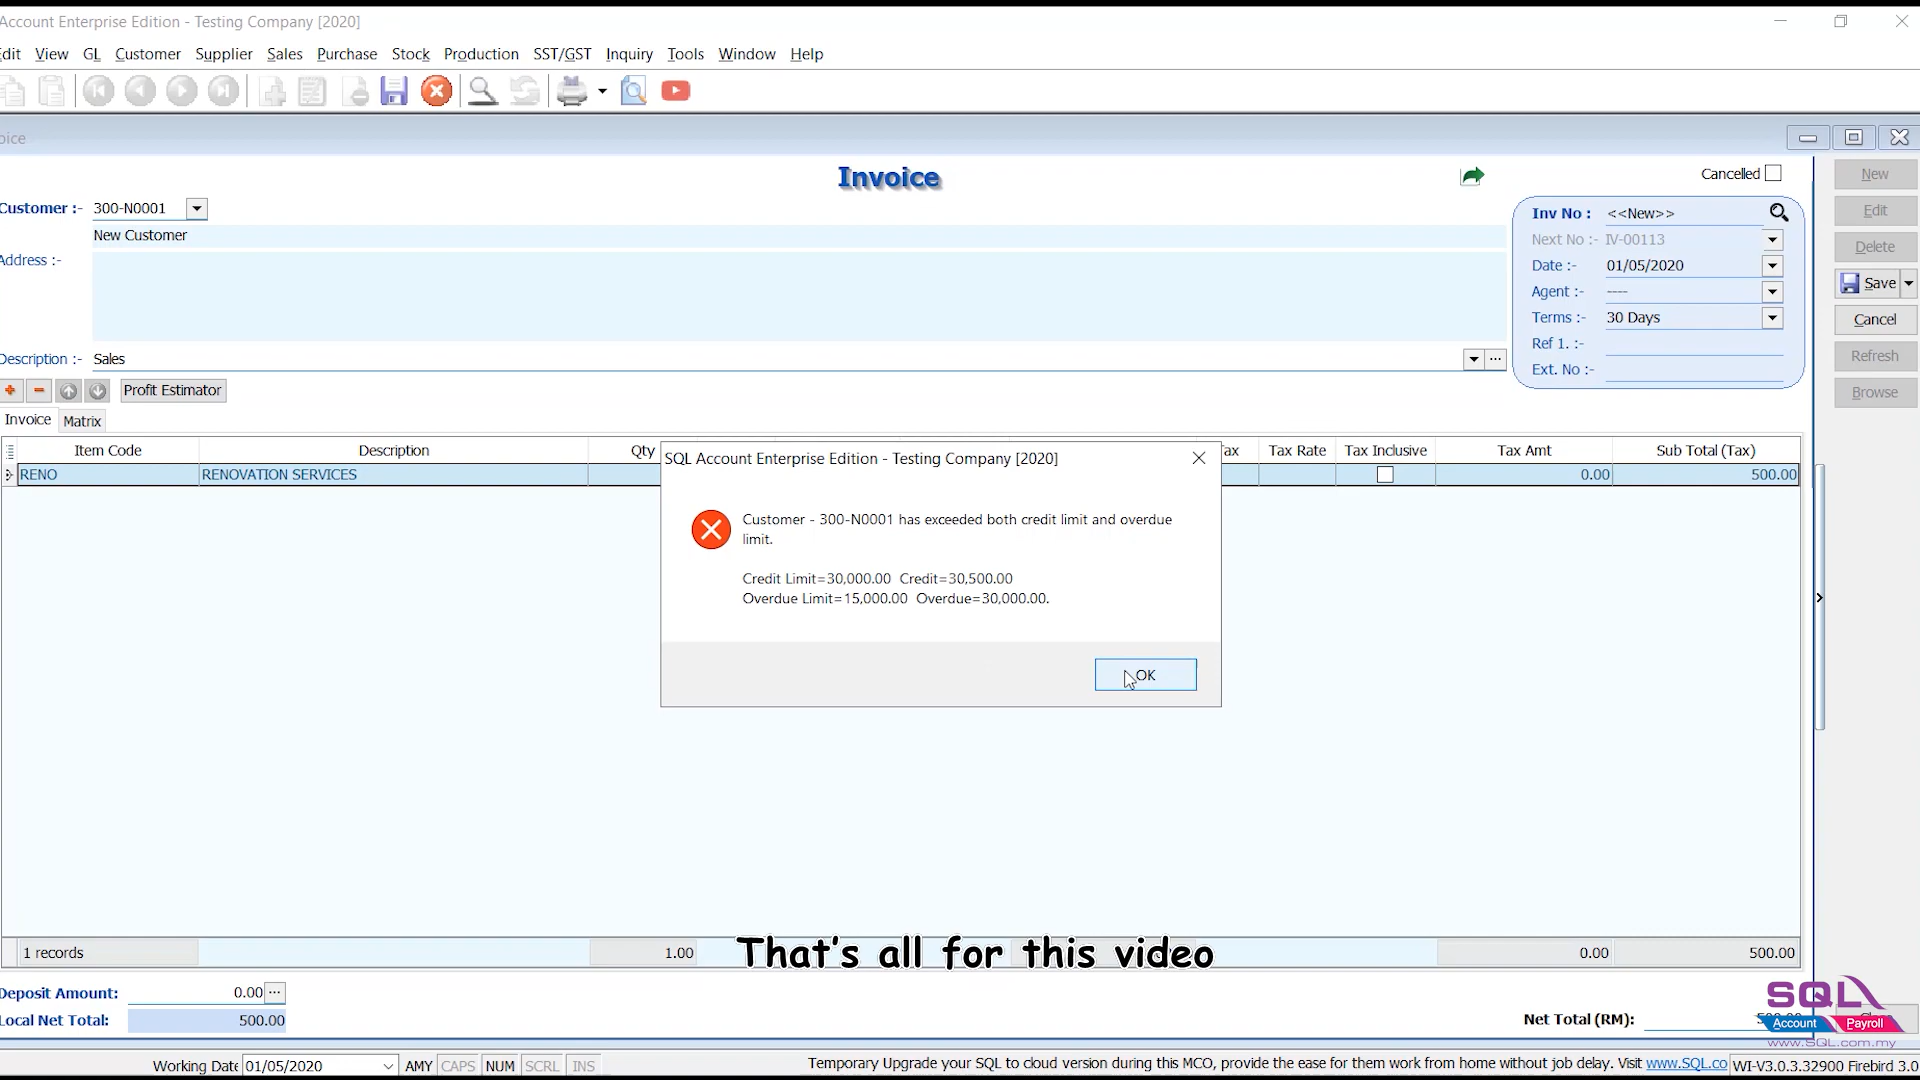 Account Enterprise Edition - Testing Company [2020]
Edit View GL Customer Supplier Sales Purchase Stock Production SST/GST Inquiry Tools Window Help
oice
Invoice
Cancelled
New
Customer :- 300-N0001
Inv No : <<New>>
Edit
New Customer
Next No :- IV-00113
Delete
Address :-
Date :- 01/05/2020
Save
Agent :- ----
Terms :- 30 Days
Cancel
Ref 1. :-
Refresh
Description :- Sales
...
Ext. No :-
Browse
Profit Estimator
Invoice Matrix
Item Code Description Qty ax Tax Rate Tax Inclusive Tax Amt Sub Total (Tax)
RENO RENOVATION SERVICES 0.00 500.00
SQL Account Enterprise Edition - Testing Company [2020]
Customer - 300-N0001 has exceeded both credit limit and overdue
limit.
Credit Limit=30,000.00 Credit=30,500.00
Overdue Limit=15,000.00 Overdue=30,000.00.
OK
1 records 1.00 0.00 500.00
That's all for this video
Deposit Amount: 0.00 ...
Local Net Total: 500.00
Net Total (RM):
SQL
Account Payroll
www.SQL.com.my
Working Date 01/05/2020 AMY CAPS NUM SCRL INS
Temporary Upgrade your SQL to cloud version during this MCO, provide the ease for them work from home without job delay. Visit www.SQL.co
WI-V3.0.3.32900 Firebird 3.0